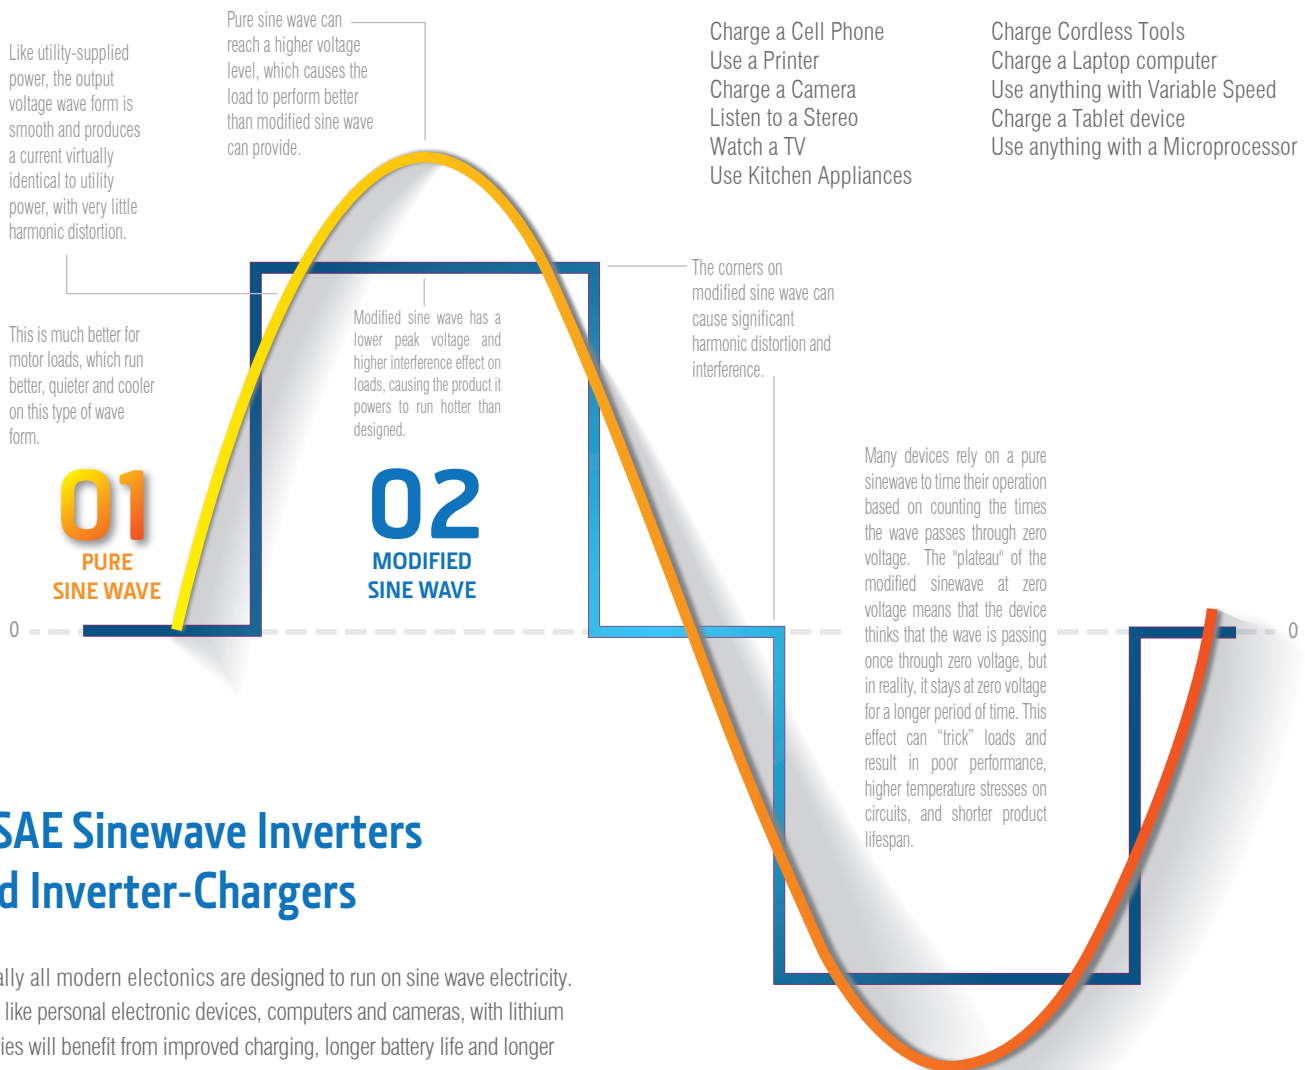 Like utility-supplied
power, the output
voltage wave form is
smooth and produces
a current virtually
identical to utility
power, with very little
harmonic distortion.
This is much better for
motor loads, which run
better, quieter and cooler
on this type of wave
form.
Pure sine wave can
reach a higher voltage
level, which causes the
load to perform better
than modified sine wave
can provide.
Charge a Cell Phone
Use a Printer
Charge a Camera
Listen to a Stereo
Watch a TV
Use Kitchen Appliances
Charge Cordless Tools
Charge a Laptop computer
Use anything with Variable Speed
Charge a Tablet device
Use anything with a Microprocessor
The corners on
modified sine wave can
cause significant
harmonic distortion and
interference.
Modified sine wave has a
lower peak voltage and
higher interference effect on
loads, causing the product it
powers to run hotter than
designed.
01
PURE
SINE WAVE
02
MODIFIED
SINE WAVE
Many devices rely on a pure
sinewave to time their operation
based on counting the times
the wave passes through zero
voltage. The "plateau" of the
modified sinewave at zero
voltage means that the device
thinks that the wave is passing
once through zero voltage, but
in reality, it stays at zero voltage
for a longer period of time. This
effect can “trick” loads and
result in poor performance,
higher temperature stresses on
circuits, and shorter product
lifespan.
0
0
SAE Sinewave Inverters
d Inverter-Chargers
ally all modern electonics are designed to run on sine wave electricity.
like personal electronic devices, computers and cameras, with lithium
ies will benefit from improved charging, longer battery life and longer